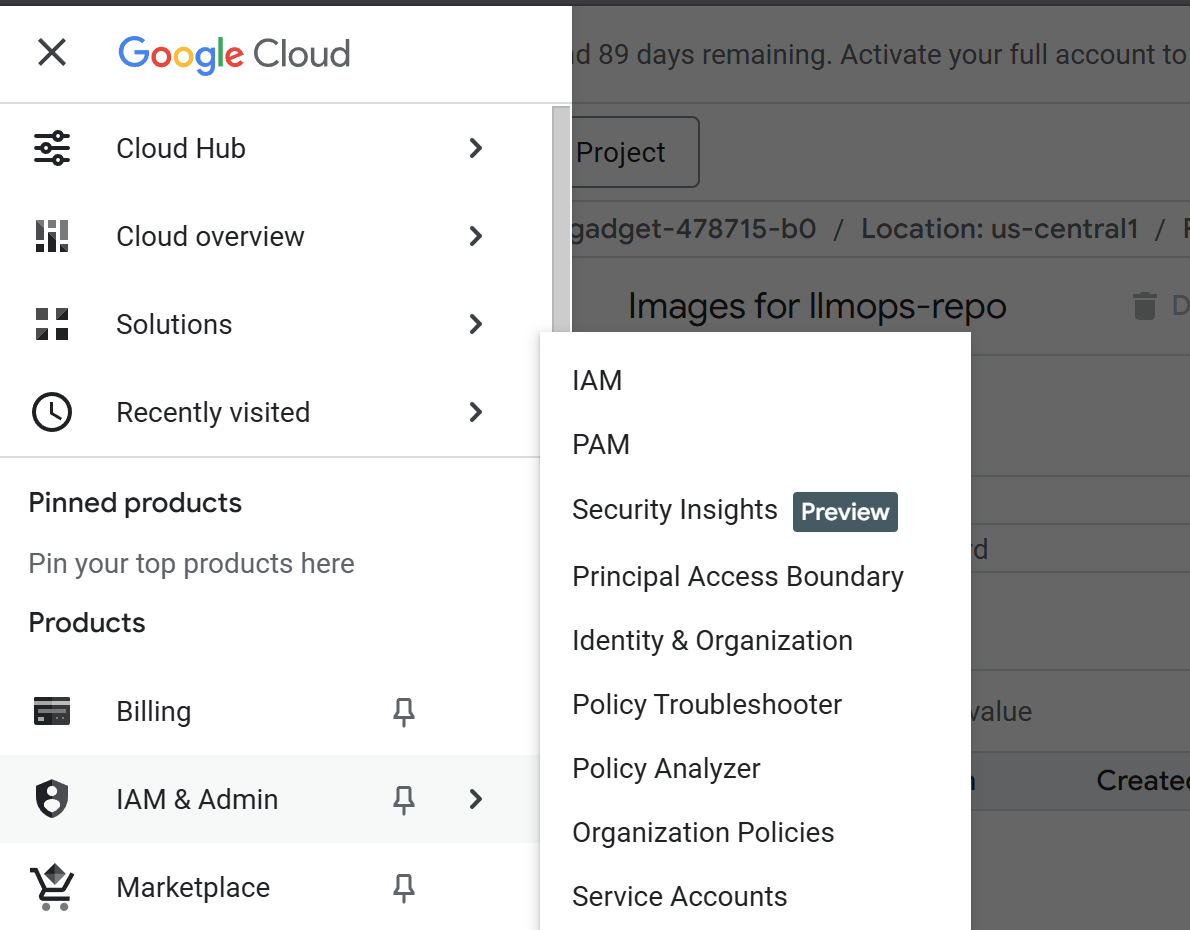 Google Cloud
89 days remaining. Activate your full account to
Cloud Hub
Project
Cloud overview
gadget-478715-b0 / Location: us-central1 /
Solutions
Images for llmops-repo
Recently visited
IAM
PAM
Pinned products
Security Insights Preview
Pin your top products here
Principal Access Boundary
Products
Identity & Organization
Billing
Policy Troubleshooter
value
Policy Analyzer
IAM & Admin
Created
Organization Policies
Marketplace
Service Accounts